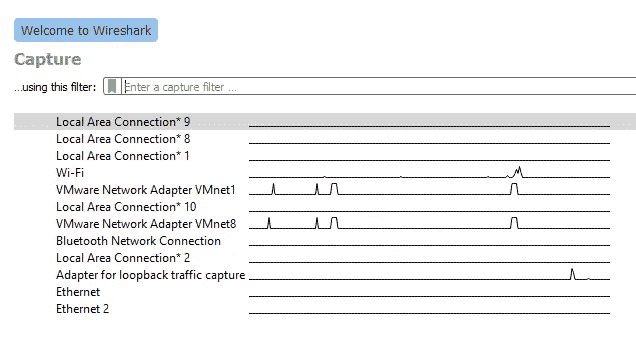 Welcome to Wireshark
Capture
...using this filter: Enter a capture filter ...
Local Area Connection* 9
Local Area Connection* 8
Local Area Connection* 1
Wi-Fi
VMware Network Adapter VMnet1
Local Area Connection* 10
VMware Network Adapter VMnet8
Bluetooth Network Connection
Local Area Connection* 2
Adapter for loopback traffic capture
Ethernet
Ethernet 2